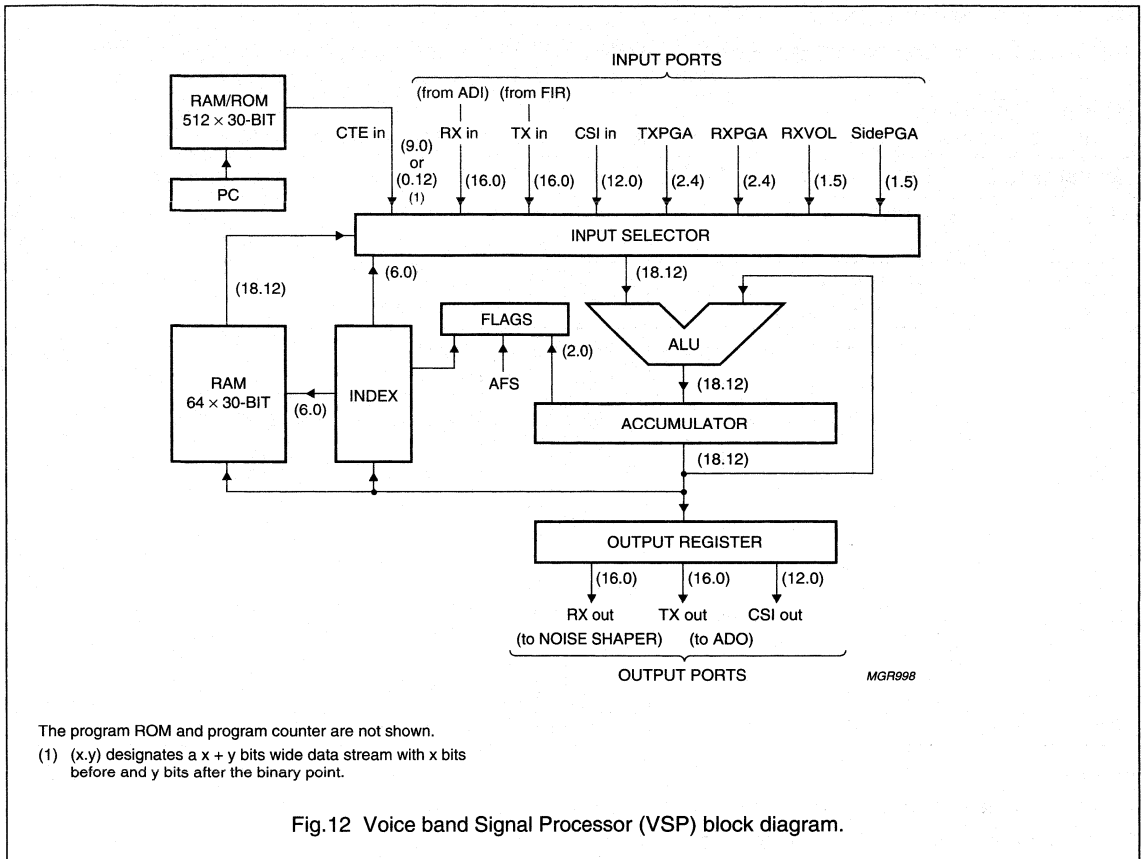 INPUT PORTS
(from ADI) (from FIR)
RAM/ROM
512 × 30-BIT
CTE in
RX in
TX in
CSI in
TXPGA
RXPGA
RXVOL
SidePGA
(9.0)
or
(0.12)
(1)
(16.0)
(16.0)
(12.0)
(2.4)
(2.4)
(1.5)
(1.5)
PC
INPUT SELECTOR
(18.12)
(6.0)
(18.12)
FLAGS
ALU
(2.0)
AFS
RAM
64 × 30-BIT
(6.0)
INDEX
(18.12)
ACCUMULATOR
(18.12)
OUTPUT REGISTER
(16.0)
(16.0)
(12.0)
RX out
TX out
CSI out
(to NOISE SHAPER)
(to ADO)
OUTPUT PORTS
MGR998
The program ROM and program counter are not shown.
(1) (x.y) designates a x + y bits wide data stream with x bits
before and y bits after the binary point.
Fig.12 Voice band Signal Processor (VSP) block diagram.